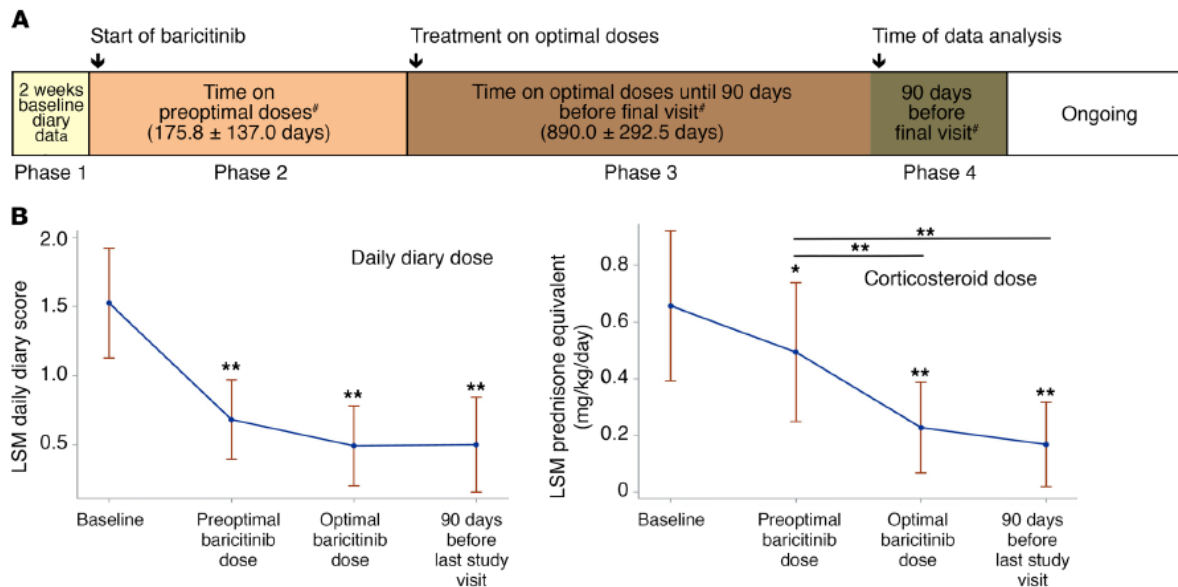 A
Start of baricitinib
Treatment on optimal doses
Time of data analysis
2 weeks
baseline
diary
data
Time on
preoptimal doses#
(175.8 ± 137.0 days)
Time on optimal doses until 90 days
before final visit#
(890.0 ± 292.5 days)
90 days
before
final visit#
Ongoing
Phase 1
Phase 2
Phase 3
Phase 4
B
LSM daily diary score
2.0
1.5
1.0
0.5
Daily diary dose
**
**
**
Baseline
Preoptimal
baricitinib
dose
Optimal
baricitinib
dose
90 days
before
last study
visit
LSM prednisone equivalent
(mg/kg/day)
0.8
0.6
0.4
0.2
0
**
**
*
Corticosteroid dose
**
**
Baseline
Preoptimal
baricitinib
dose
Optimal
baricitinib
dose
90 days
before
last study
visit